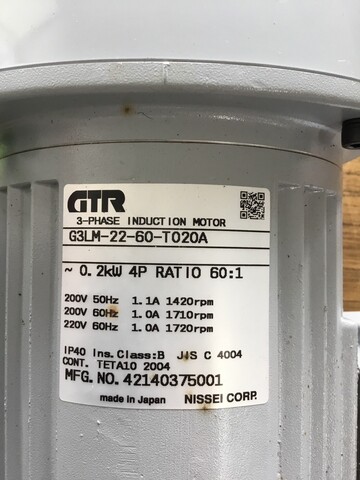 GTR
3-PHASE INDUCTION MOTOR
G3LM-22-60-T020A
~ 0.2kW 4P RATIO 60:1
200V 50Hz 1.1A 1420rpm
200V 60Hz 1.0A 1710rpm
220V 60Hz 1.0A 1720rpm
IP40 Ins.Class:B JIS C 4004
CONT. TETA10 2004
MFG.NO.42140375001
made in Japan NISSEI CORP.